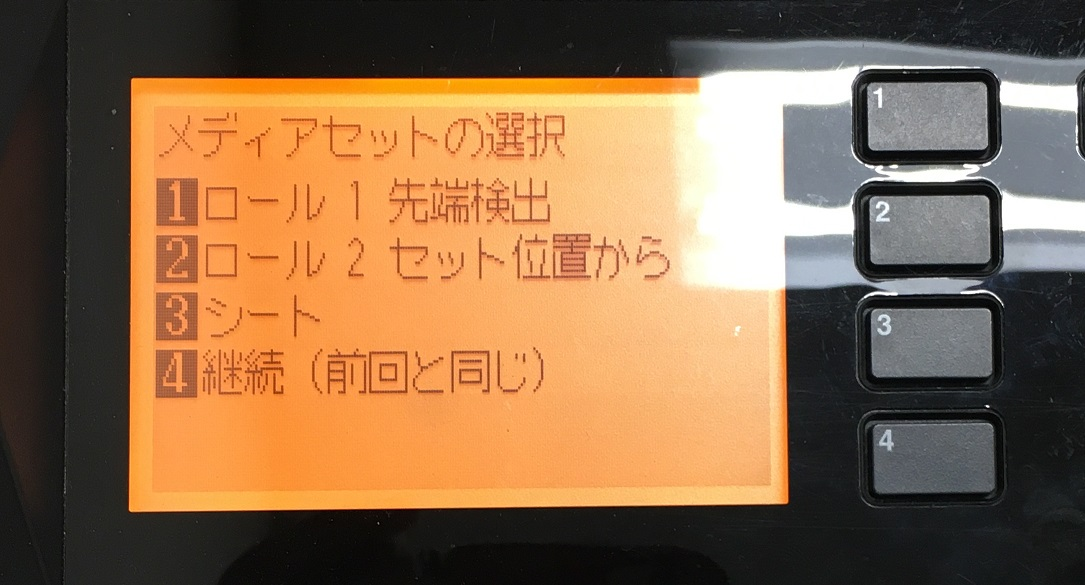 メディアセットの選択
1 ロール 1 先端検出
2 ロール 2 セット位置から
3 シート
4 継続 (前回と同じ)
1
2
3
4